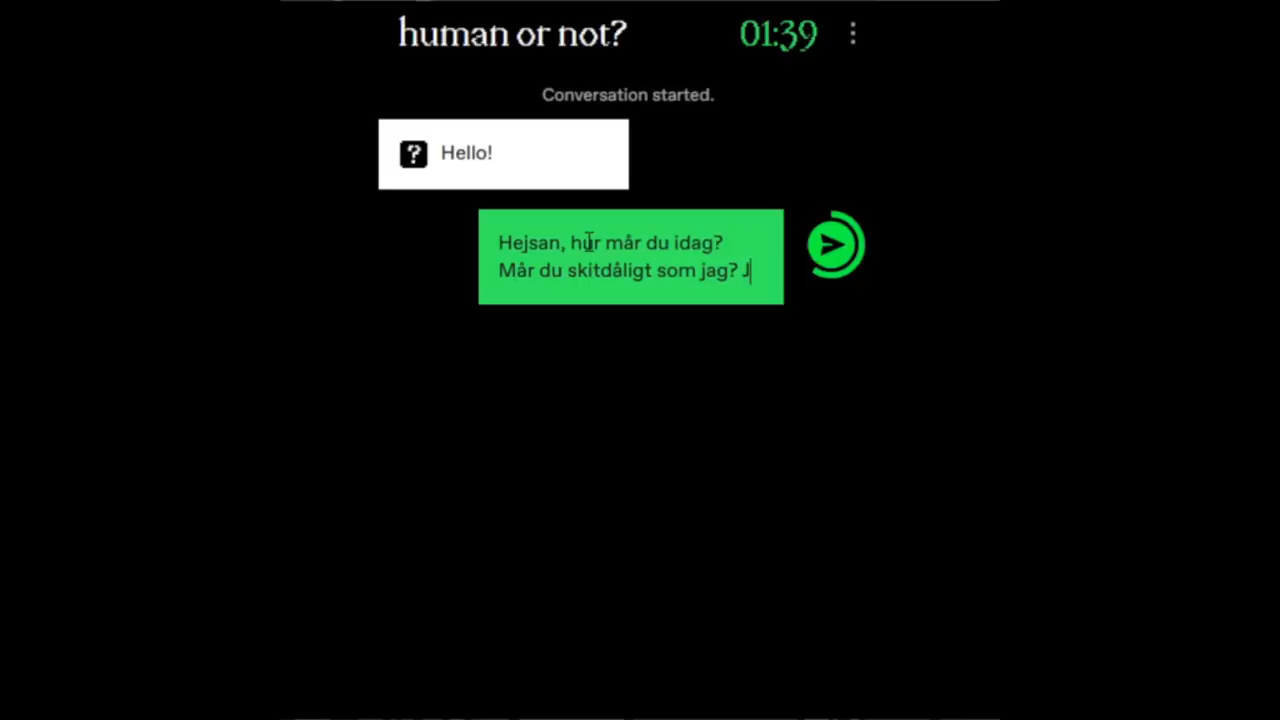 human or not?
01:39
Conversation started.
? Hello!
Hejsan, hur mår du idag?
Mår du skitdåligt som jag? J